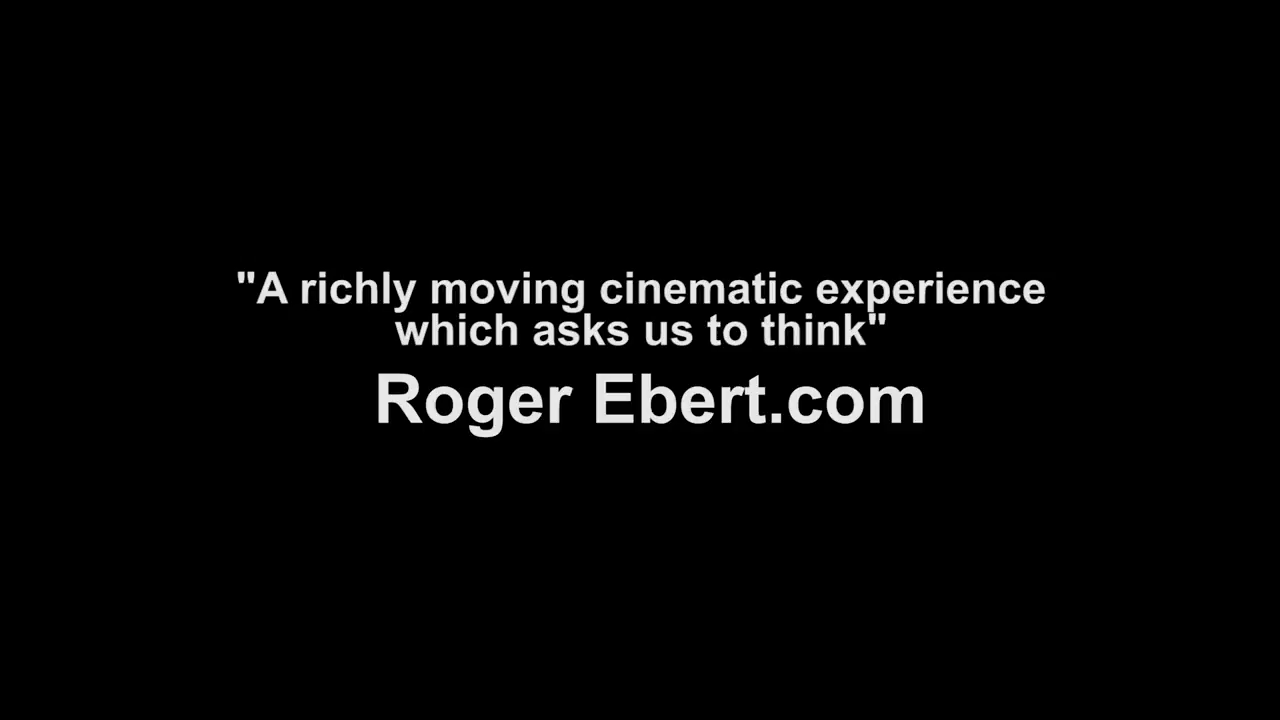 "A richly moving cinematic experience
which asks us to think"
Roger Ebert.com